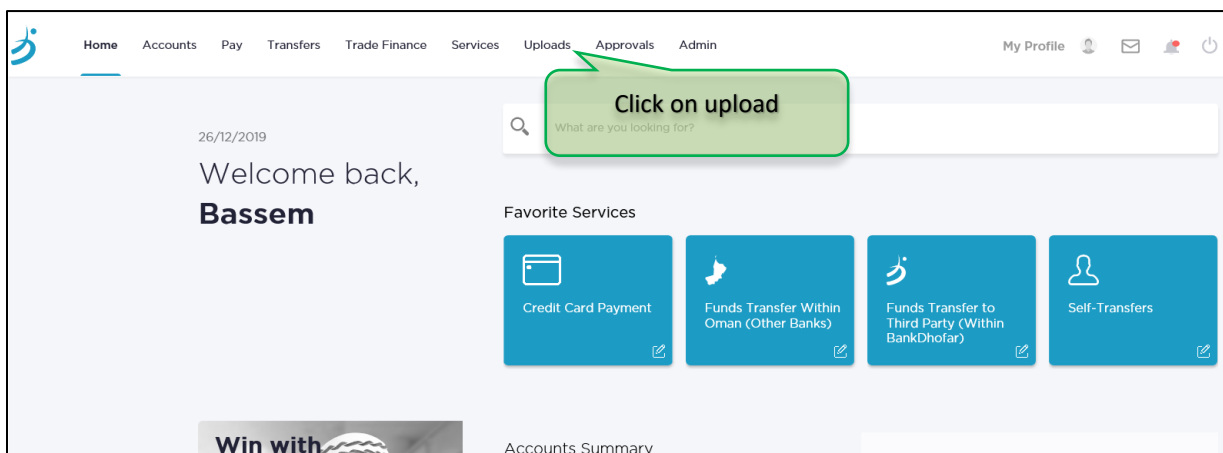 Home Accounts Pay Transfers Trade Finance Services Uploads Approvals Admin My Profile
Click on upload
What are you looking for?
26/12/2019
Welcome back,
Bassem
Favorite Services
Credit Card Payment
Funds Transfer Within
Oman (Other Banks)
Funds Transfer to
Third Party (Within
BankDhofar)
Self-Transfers
Win with
Accounts Summary